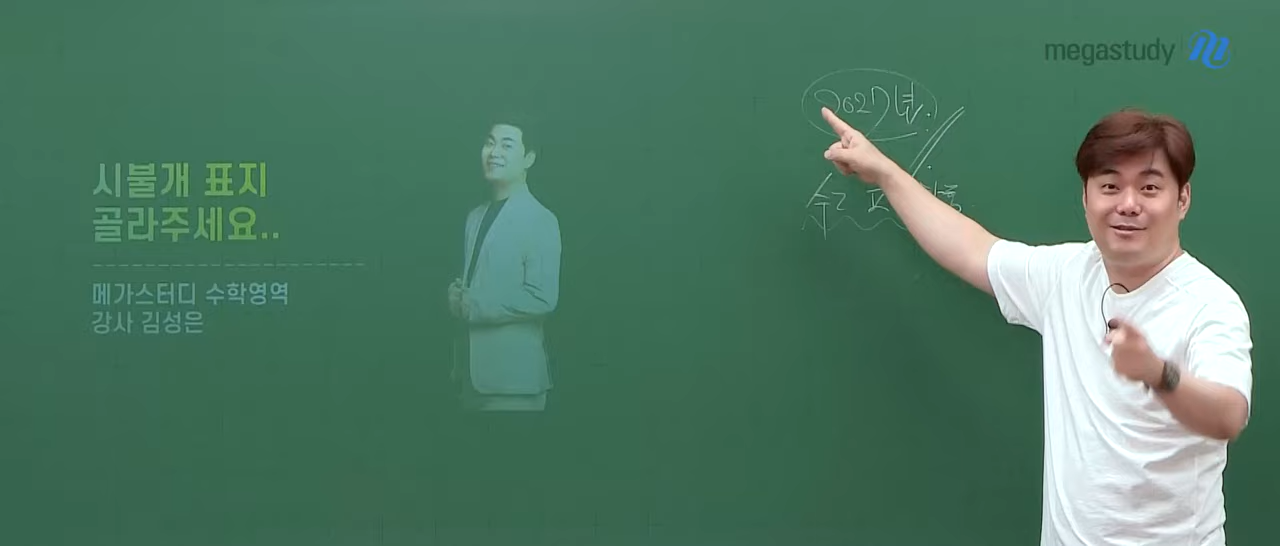 시불개 표지
골라주세요..
메가스터디 수학영역
강사 김성은
megastudy
2027년